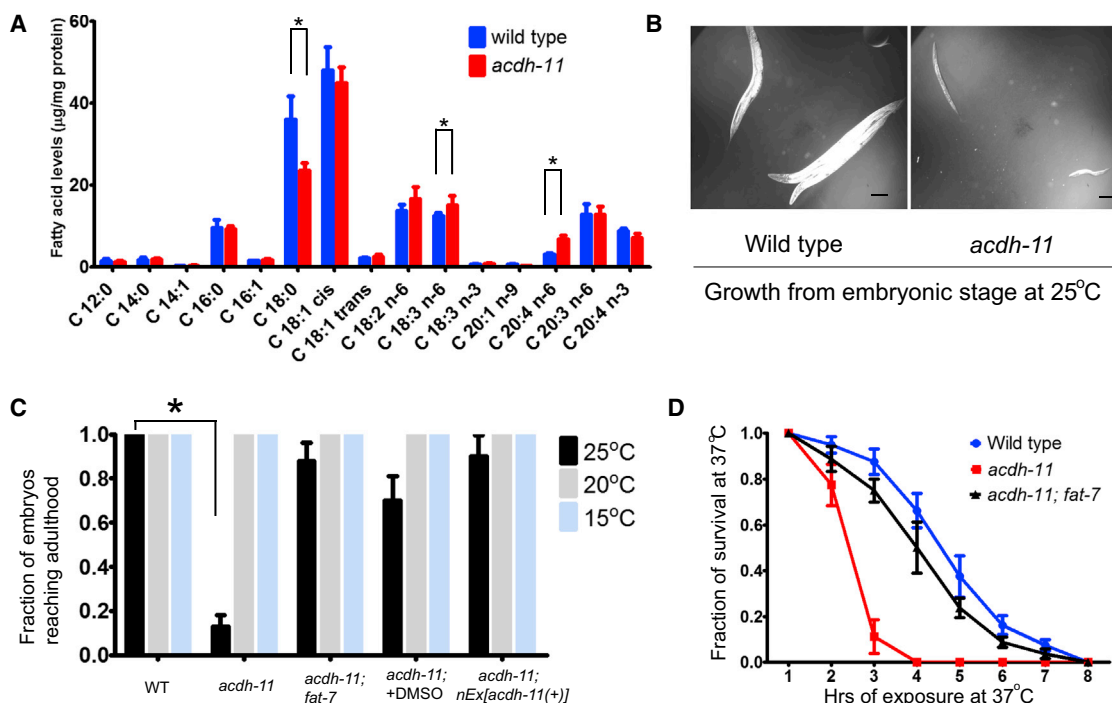 A
Fatty acid levels (μg/mg protein)
60
40
20
0
*
*
*
wild type
acdh-11
C 12:0
C 14:0
C 14:1
C 16:0
C 16:1
C 18:0
C 18:1 cis
C 18:1 trans
C 18:2 n-6
C 18:3 n-6
C 18:3 n-3
C 20:1 n-9
C 20:4 n-6
C 20:3 n-6
C 20:4 n-3
B
Wild type
acdh-11
Growth from embryonic stage at 25°C
C
Fraction of embryos
reaching adulthood
1.0
0.8
0.6
0.4
0.2
0.0
*
25°C
20°C
15°C
WT
acdh-11
acdh-11;
fat-7
acdh-11;
+DMSO
acdh-11;
nEx[acdh-11(+)]
D
Fraction of survival at 37°C
1.0
0.8
0.6
0.4
0.2
0.0
Wild type
acdh-11
acdh-11; fat-7
1 2 3 4 5 6 7 8
Hrs of exposure at 37°C